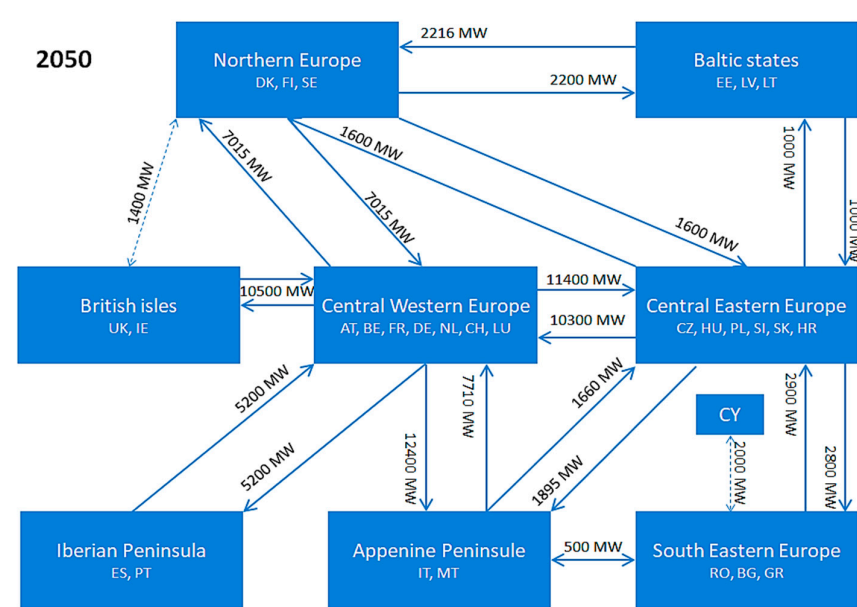 2050
Northern Europe
DK, FI, SE
2216 MW
2200 MW
Baltic states
EE, LV, LT
1400 MW
7015 MW
7015 MW
1600 MW
1600 MW
1000 MW
1000 MW
British isles
UK, IE
10500 MW
Central Western Europe
AT, BE, FR, DE, NL, CH, LU
11400 MW
10300 MW
Central Eastern Europe
CZ, HU, PL, SI, SK, HR
5200 MW
5200 MW
12400 MW
7710 MW
1660 MW
1895 MW
CY
2000 MW
2900 MW
2800 MW
Iberian Peninsula
ES, PT
Appenine Peninsule
IT, MT
500 MW
South Eastern Europe
RO, BG, GR